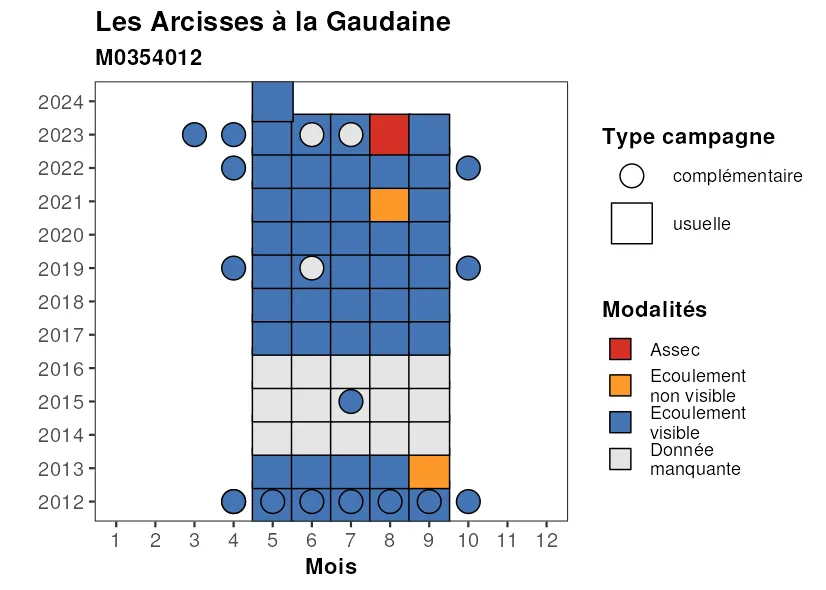 Les Arcisses à la Gaudaine
M0354012
2024
2023
2022
2021
2020
2019
2018
2017
2016
2015
2014
2013
2012
1 2 3 4 5 6 7 8 9 10 11 12
Mois
Type campagne
complémentaire
usuelle
Modalités
Assec
Ecoulement
non visible
Ecoulement
visible
Donnée
manquante